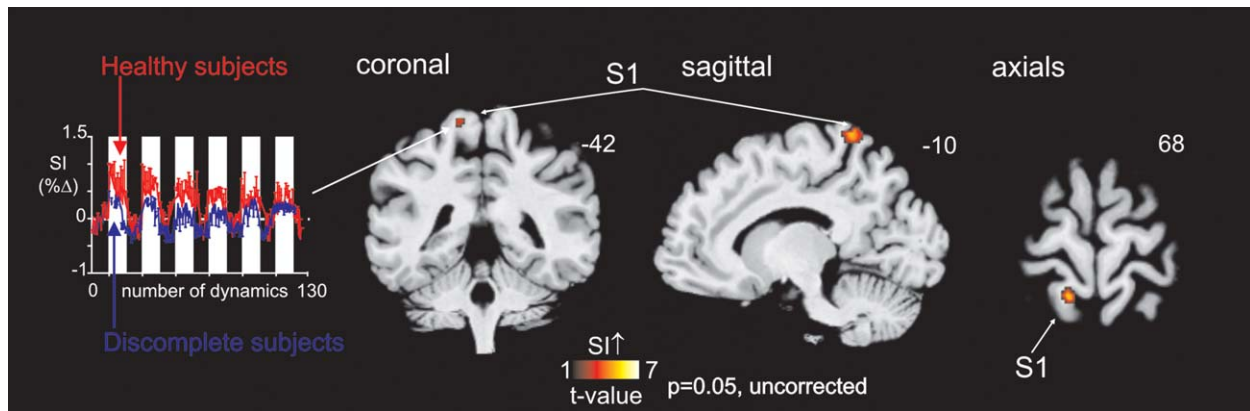 Healthy subjects
coronal
S1
sagittal
axials
1.5
SI
(%Δ)
0
-1
0 number of dynamics 130
Discomplete subjects
-42
-10
68
SI↑
1 7
t-value
p=0.05, uncorrected
S1